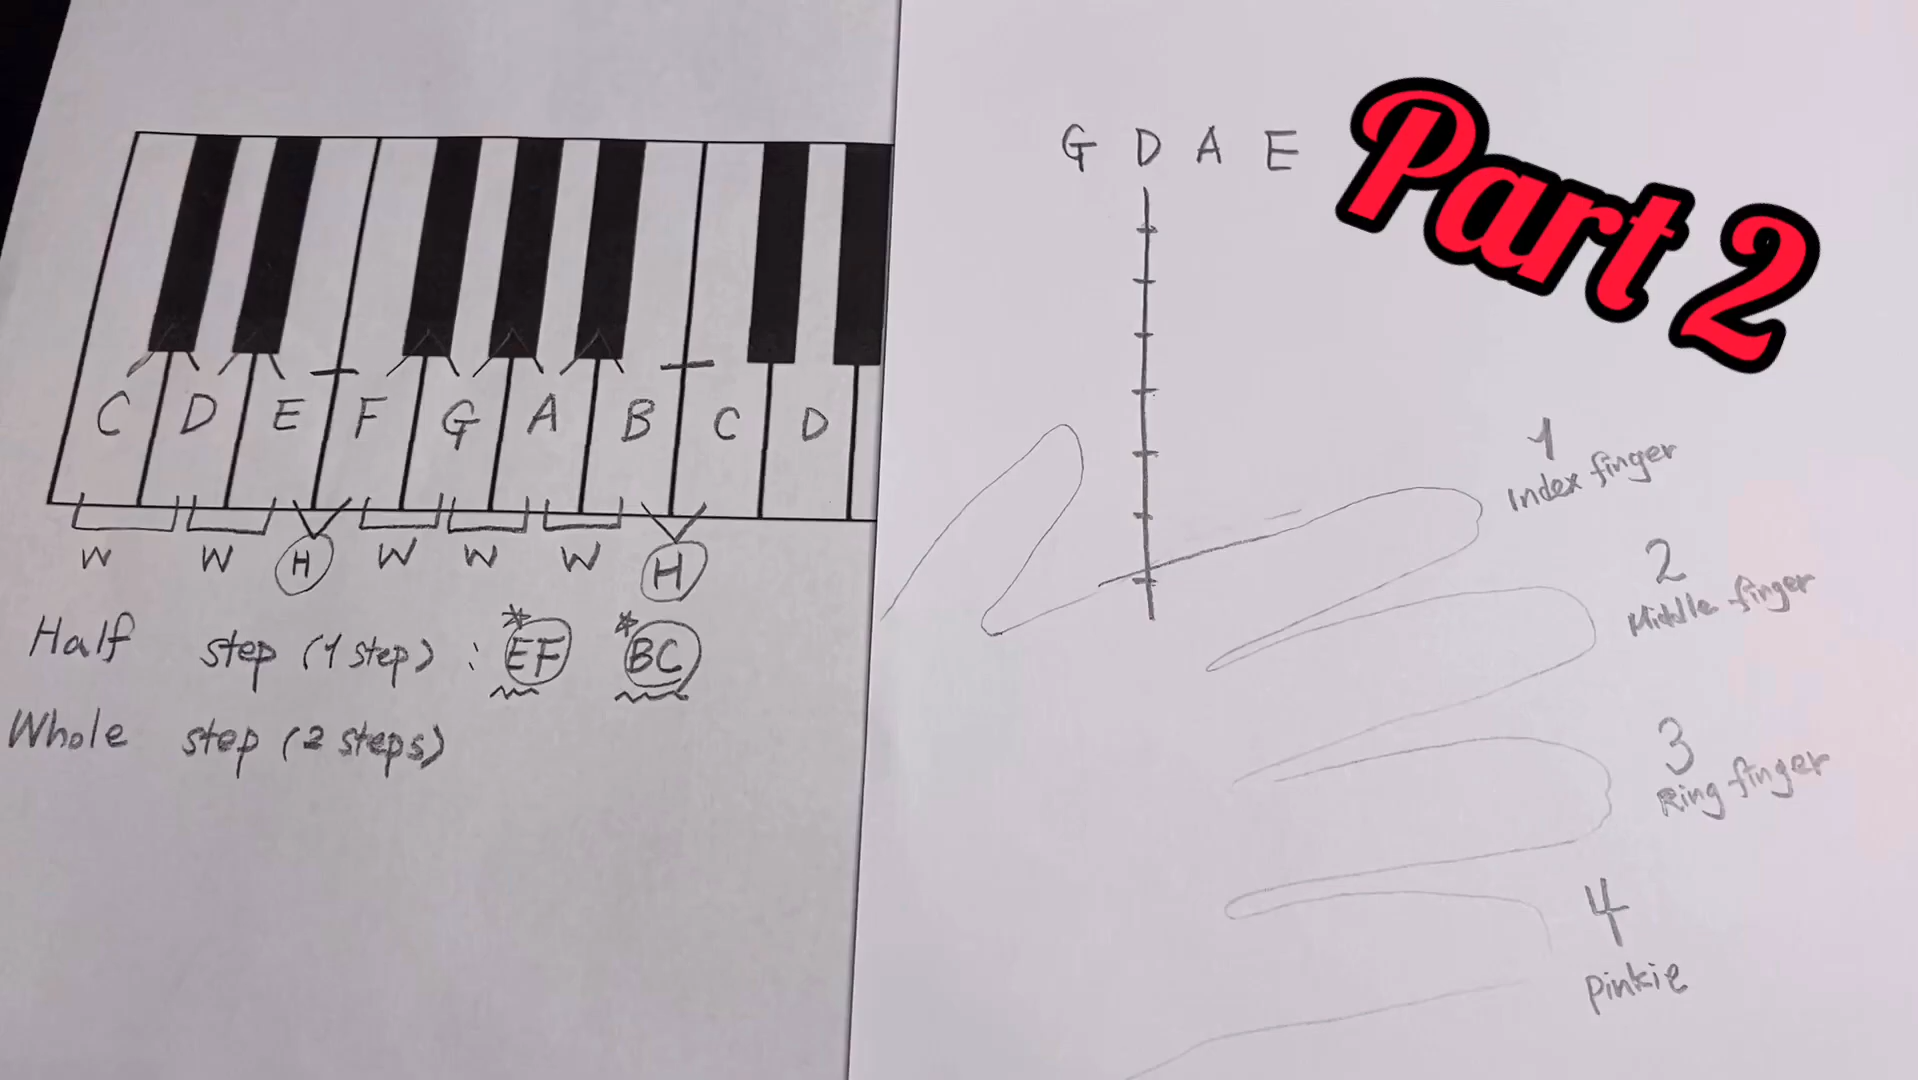 C D E F G A B C D
W W H W W W H
Half step (1 step) : *EF *BC
Whole step (2 steps)
G D A E
Part 2
1
Index finger
2
Middle finger
3
Ring finger
4
Pinkie